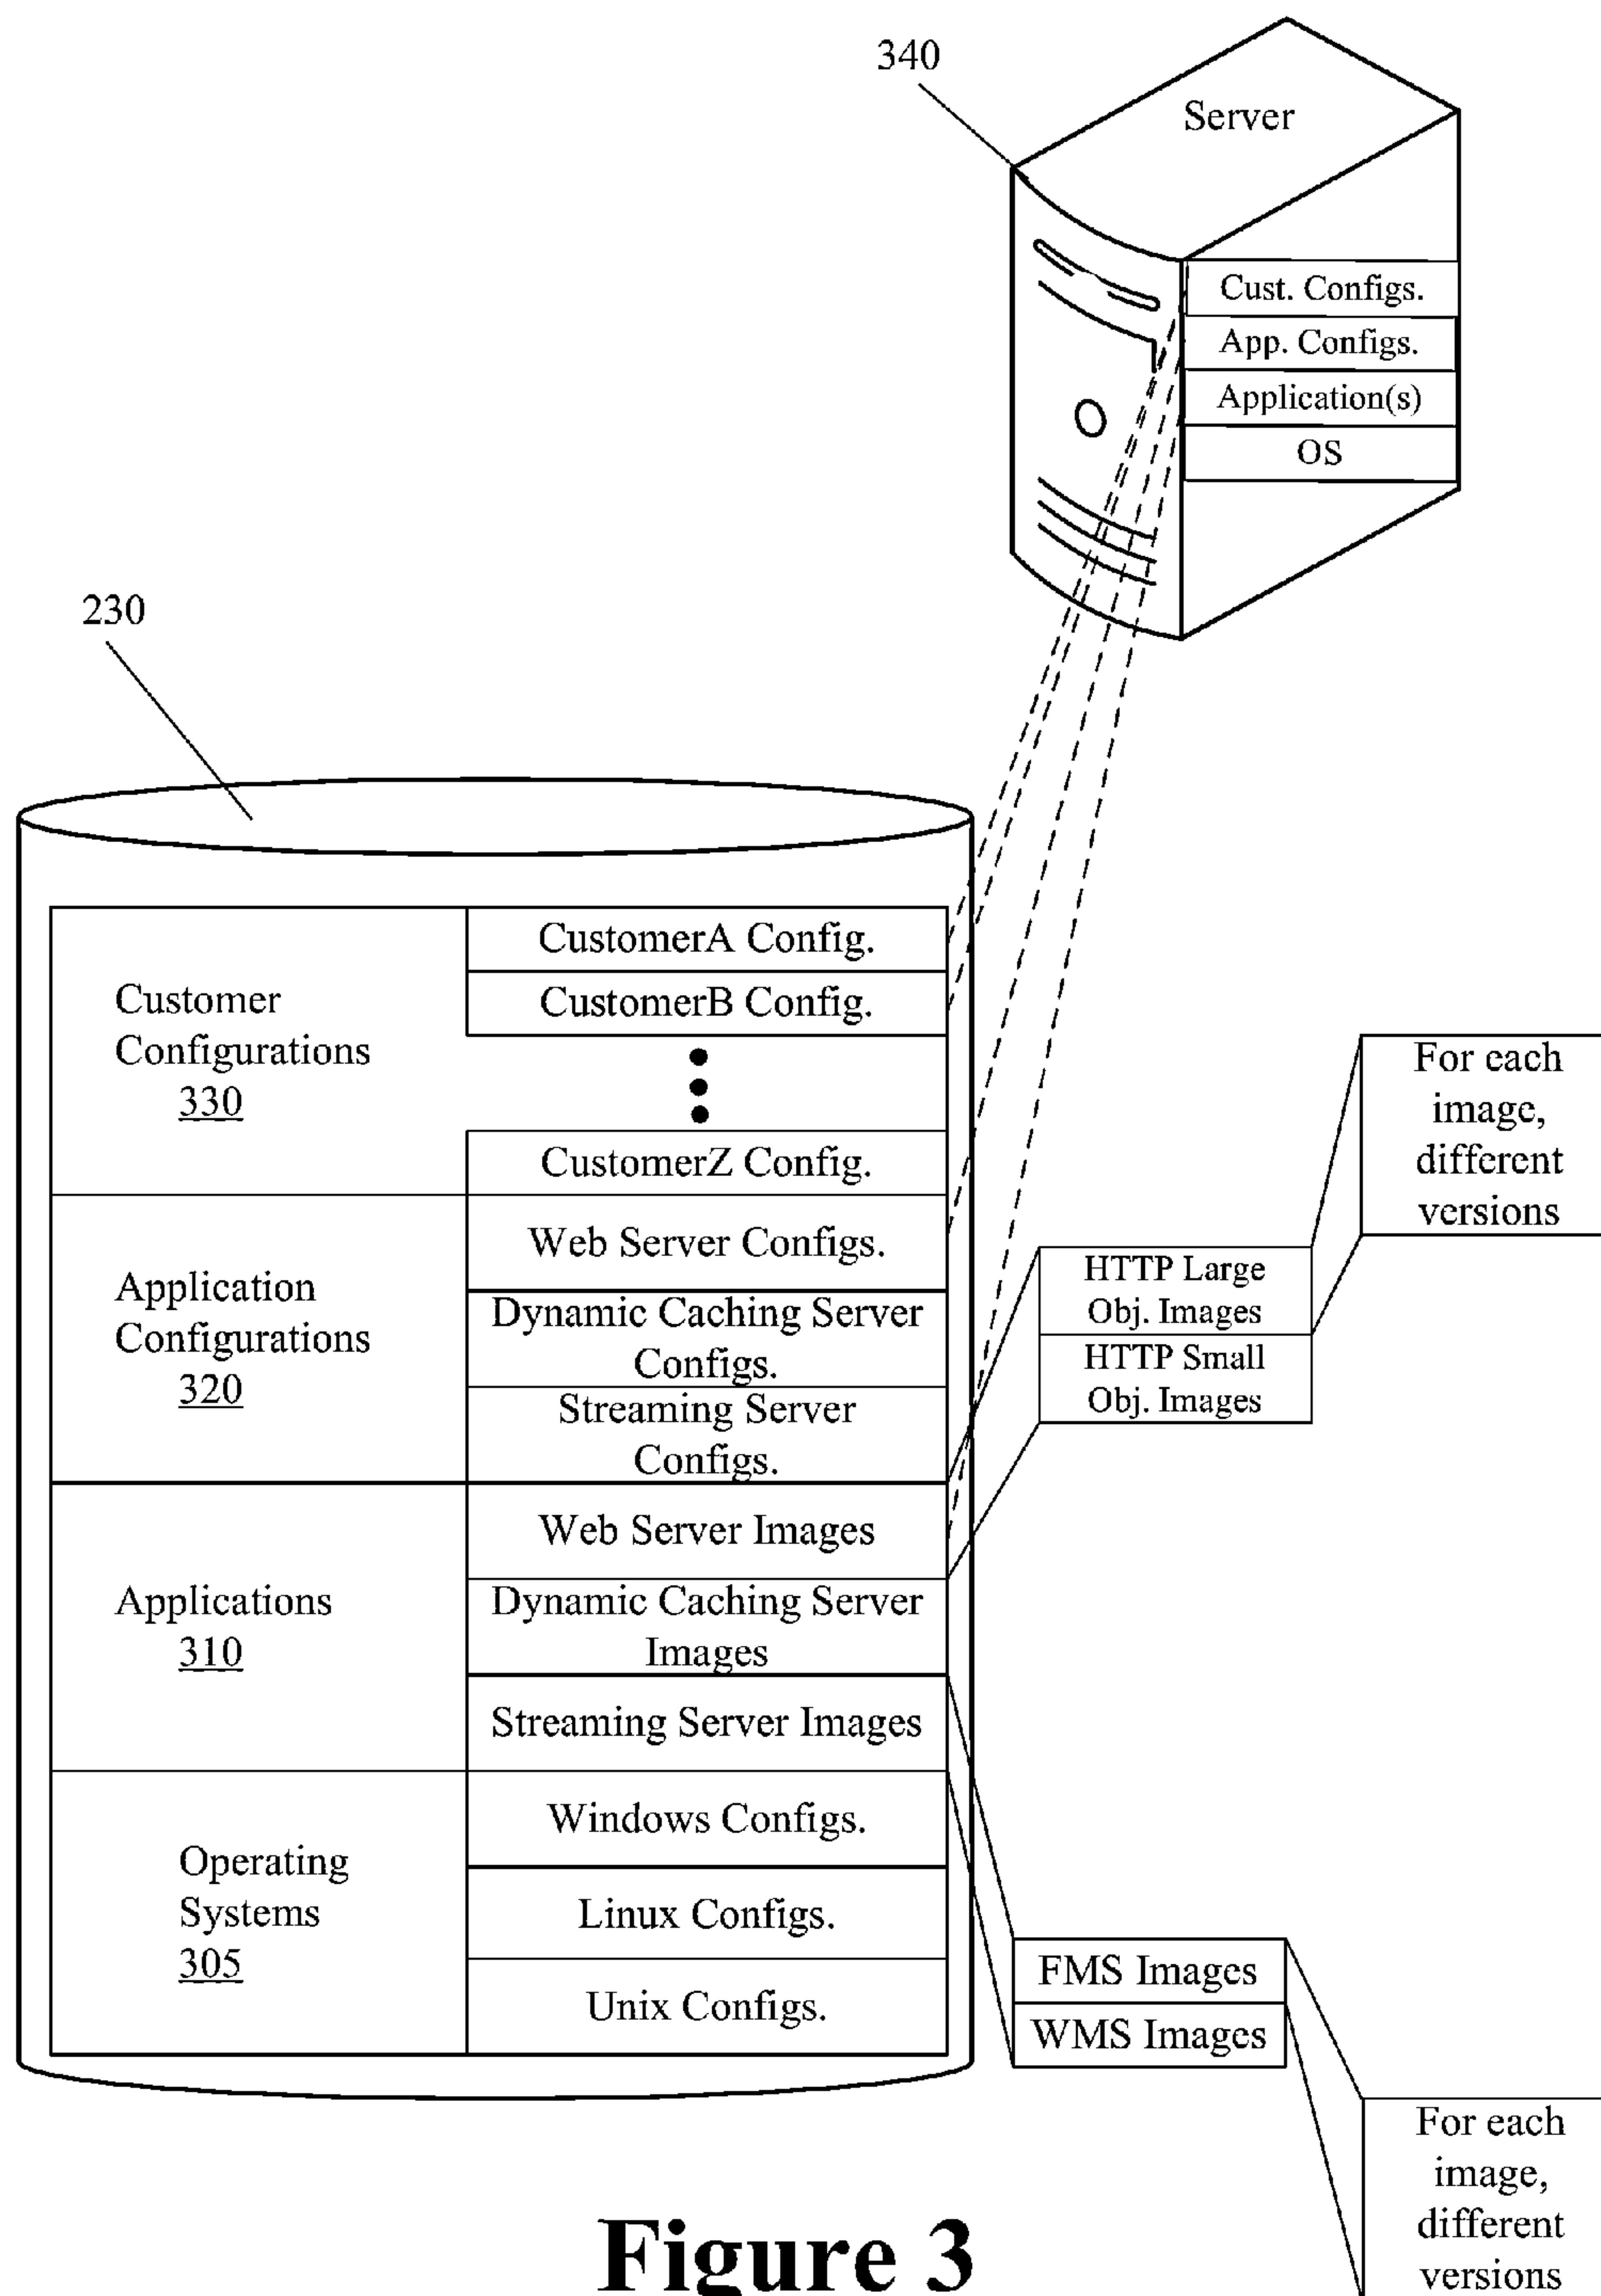 340
Server
Cust. Configs.
App. Configs.
Application(s)
OS
230
Customer
Configurations
330
CustomerA Config.
CustomerB Config.
CustomerZ Config.
Application
Configurations
320
Web Server Configs.
Dynamic Caching Server
Configs.
Streaming Server
Configs.
Applications
310
Web Server Images
Dynamic Caching Server
Images
Streaming Server Images
Operating
Systems
305
Windows Configs.
Linux Configs.
Unix Configs.
For each
image,
different
versions
HTTP Large
Obj. Images
HTTP Small
Obj. Images
FMS Images
WMS Images
For each
image,
different
versions
Figure 3